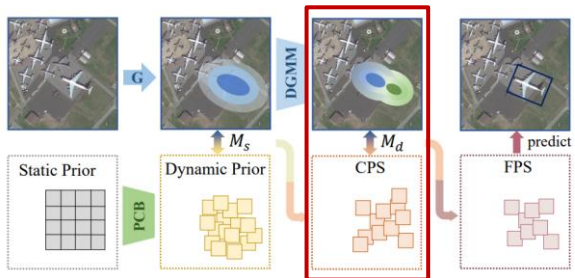 G
DGMM
M_s
M_d
predict
Static Prior
Dynamic Prior
CPS
FPS
PCB